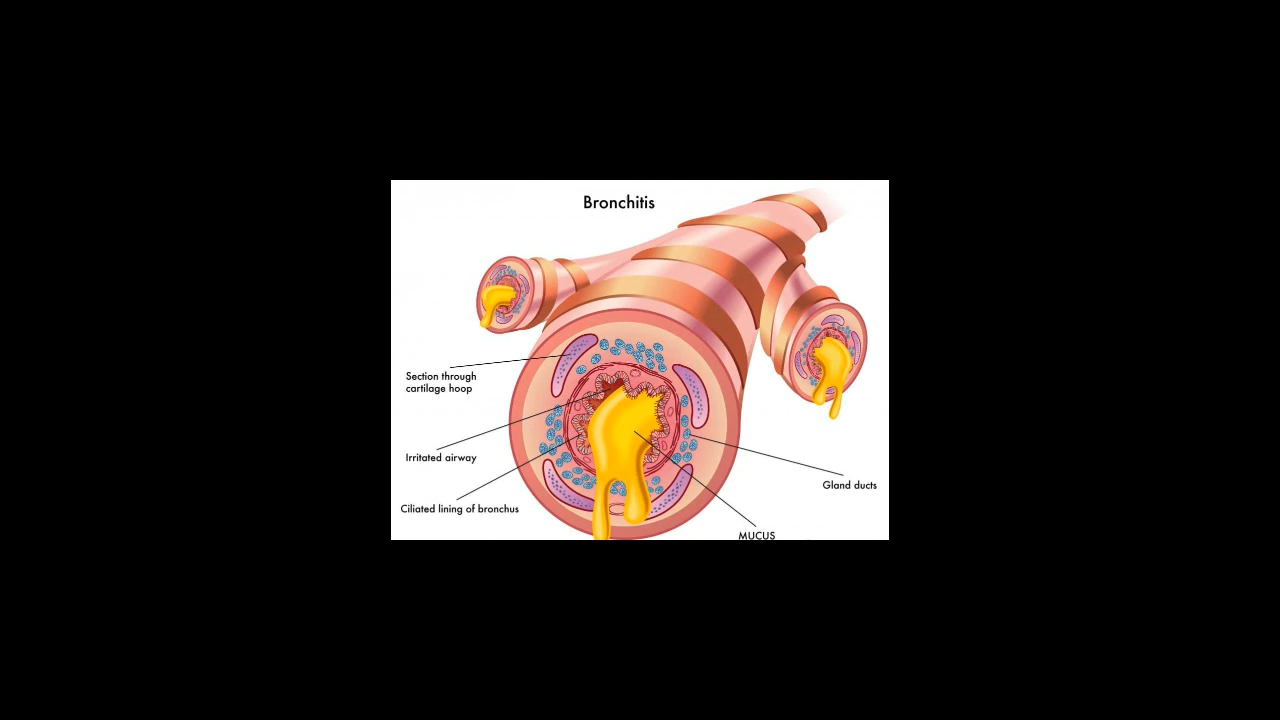 Bronchitis
Section through
cartilage hoop
Irritated airway
Ciliated lining of bronchus
Gland ducts
MUCUS